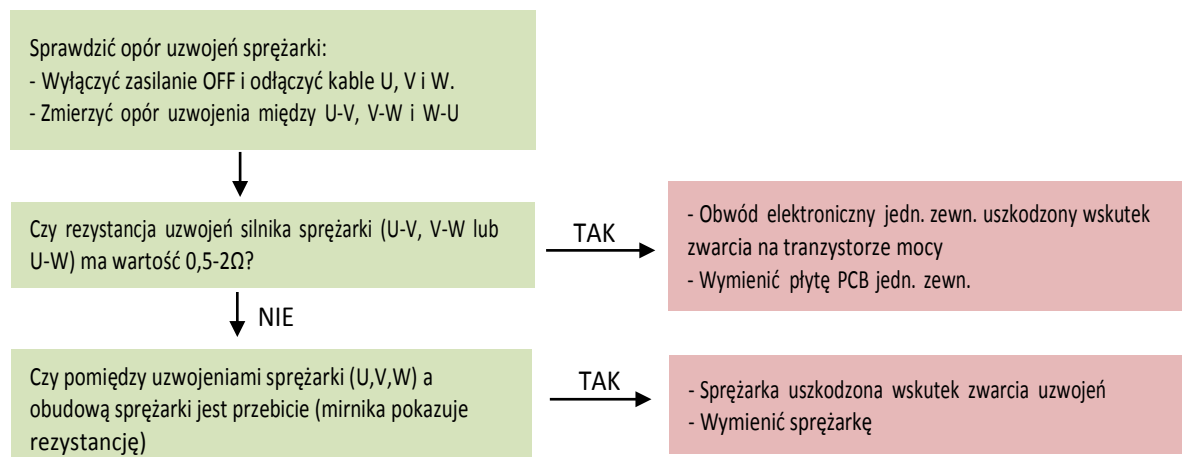 Sprawdzić opór uzwojeń sprężarki:
- Wyłączyć zasilanie OFF i odłączyć kable U, V i W.
- Zmierzyć opór uzwojenia między U-V, V-W i W-U
Czy rezystancja uzwojeń silnika sprężarki (U-V, V-W lub
U-W) ma wartość 0,5-2Ω?
TAK
- Obwód elektroniczny jedn. zewn. uszkodzony wskutek
zwarcia na tranzystorze mocy
- Wymienić płytę PCB jedn. zewn.
NIE
Czy pomiędzy uzwojeniami sprężarki (U,V,W) a
obudową sprężarki jest przebicie (mirnika pokazuje
rezystancję)
TAK
- Sprężarka uszkodzona wskutek zwarcia uzwojeń
- Wymienić sprężarkę